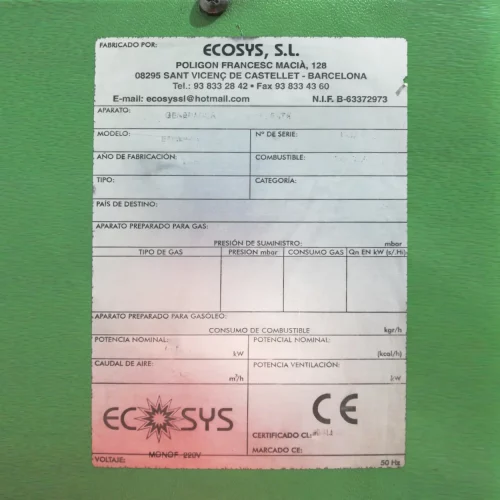 FABRICADO POR: ECOSYS, S.L.
POLIGON FRANCESC MACIÀ, 128
08295 SANT VICENÇ DE CASTELLET - BARCELONA
Tel.: 93 833 28 42 • Fax 93 833 43 60
E-mail: ecosyssl@hotmail.com N.I.F. B-63372973
APARATO:
MODELO: Nº DE SERIE:
AÑO DE FABRICACIÓN: COMBUSTIBLE:
TIPO: CATEGORÍA:
PAÍS DE DESTINO:
APARATO PREPARADO PARA GAS:
PRESIÓN DE SUMINISTRO: mbar
TIPO DE GAS PRESIÓN mbar CONSUMO GAS Qn EN kW (s/.Hi)
APARATO PREPARADO PARA GASOLEO:
CONSUMO DE COMBUSTIBLE kgr/h
POTENCIA NOMINAL: POTENCIAL NOMINAL:
kW (kcal/h)
CAUDAL DE AIRE: POTENCIA VENTILACIÓN:
m³/h kW
ECOSYS CE
CERTIFICADO CL:
MARCADO CE:
VOLTAJE: MONOF 220V 50 Hz